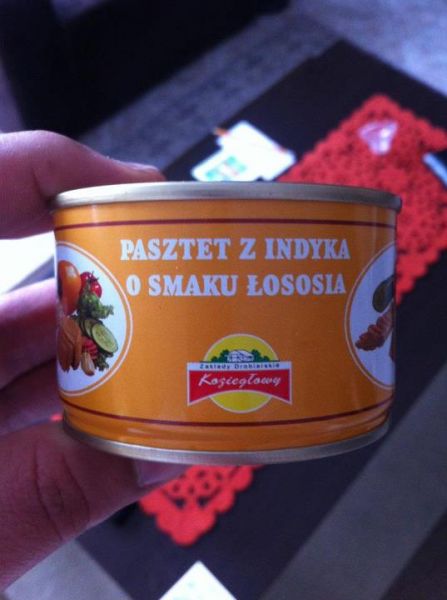 PASZTET Z INDYKA
O SMAKU ŁOSOSIA
Zakłady Drobiarskie
Koziegłowy